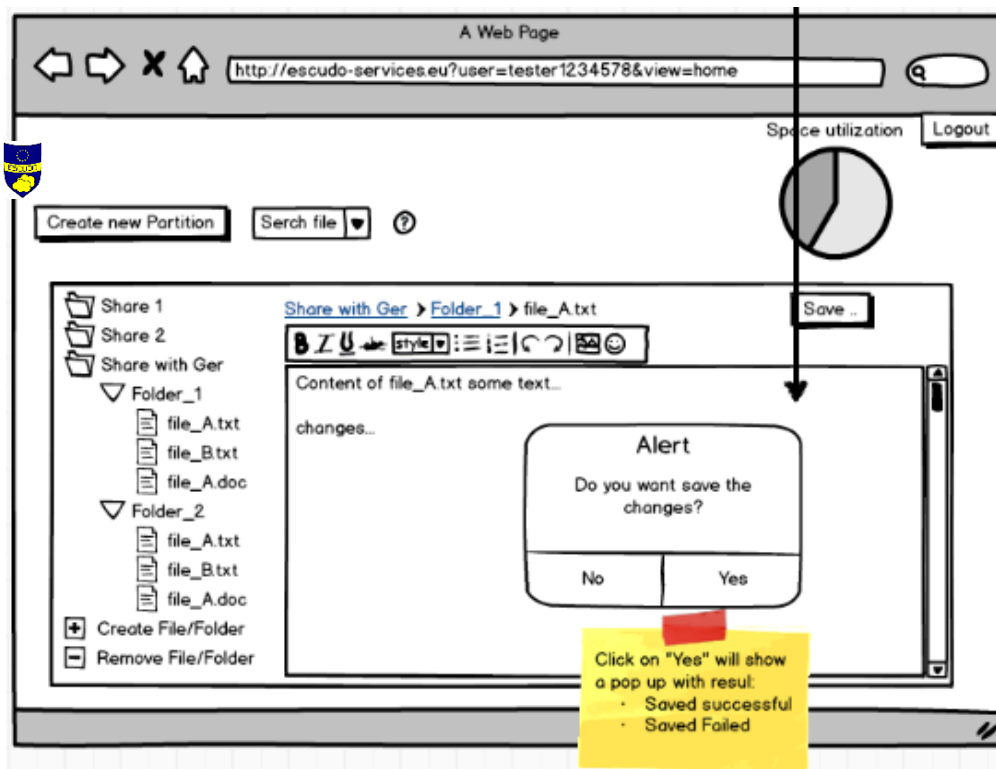 A Web Page
http://escudo-services.eu?user=tester1234578&view=home
Space utilization
Logout
ESCUDO
Create new Partition
Serch file
?
Share 1
Share 2
Share with Ger
Folder_1
file_A.txt
file_B.txt
file_A.doc
Folder_2
file_A.txt
file_B.txt
file_A.doc
Create File/Folder
Remove File/Folder
Share with Ger > Folder_1 > file_A.txt
Save ..
B I U style
Content of file_A.txt some text...
changes...
Alert
Do you want save the
changes?
No
Yes
Click on "Yes" will show
a pop up with resul:
· Saved successful
· Saved Failed